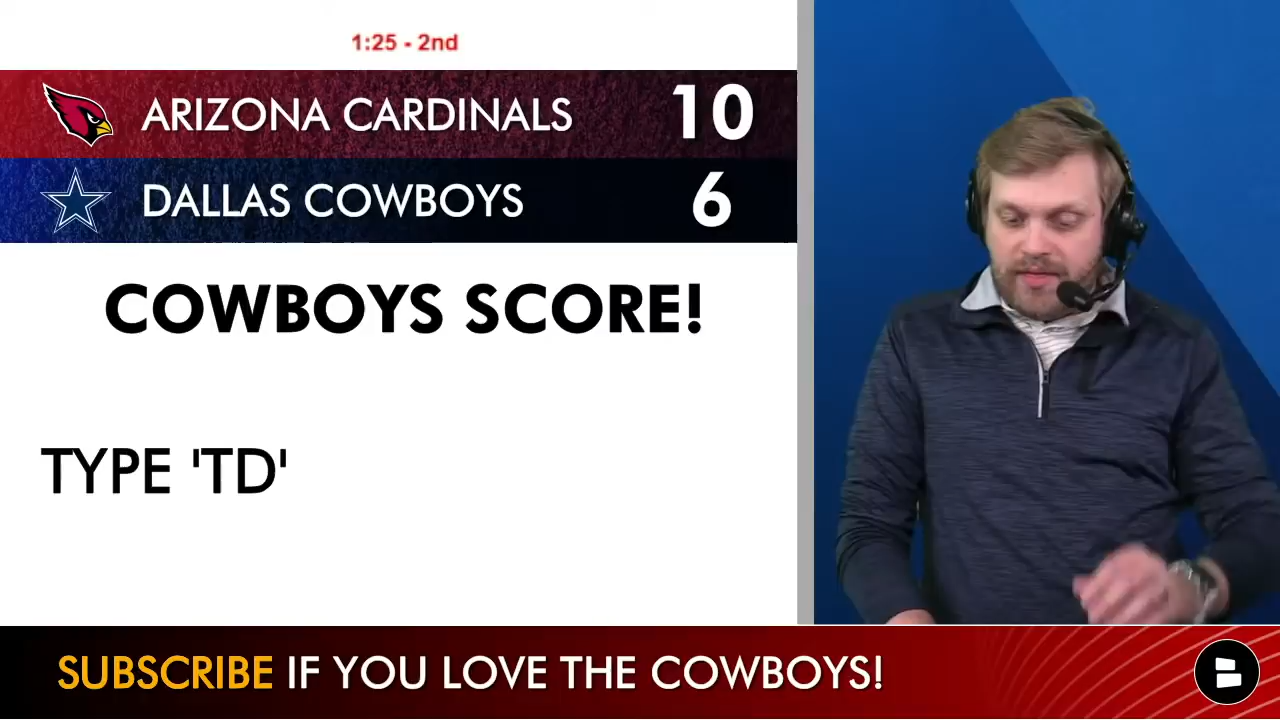 1:25 - 2nd
ARIZONA CARDINALS 10
DALLAS COWBOYS 6
COWBOYS SCORE!
TYPE 'TD'
SUBSCRIBE IF YOU LOVE THE COWBOYS!